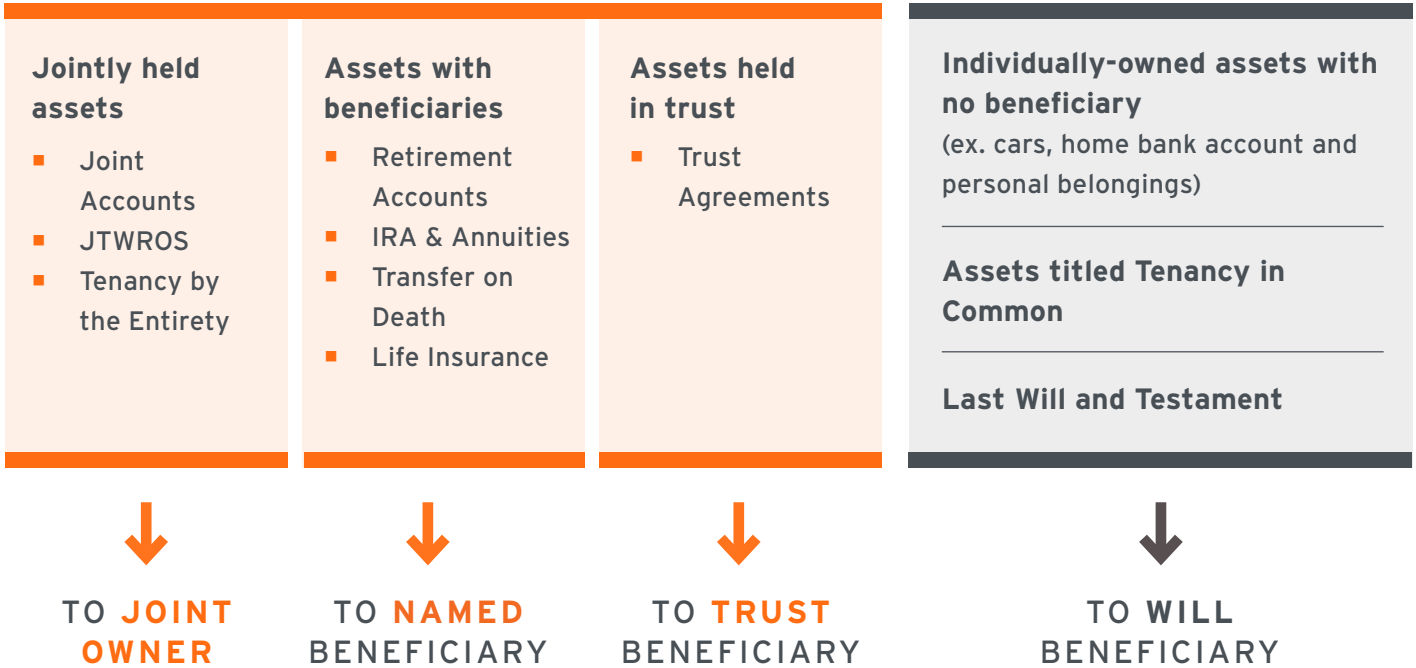 Jointly held
assets
▪ Joint
Accounts
▪ JTWROS
▪ Tenancy by
the Entirety
TO JOINT
OWNER
Assets with
beneficiaries
▪ Retirement
Accounts
▪ IRA & Annuities
▪ Transfer on
Death
▪ Life Insurance
TO NAMED
BENEFICIARY
Assets held
in trust
▪ Trust
Agreements
TO TRUST
BENEFICIARY
Individually-owned assets with
no beneficiary
(ex. cars, home bank account and
personal belongings)
Assets titled Tenancy in
Common
Last Will and Testament
TO WILL
BENEFICIARY